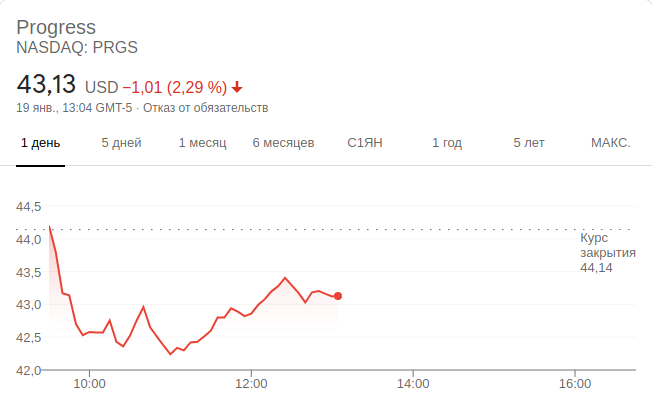 Progress
NASDAQ: PRGS
43,13 USD −1,01 (2,29 %)
19 янв., 13:04 GMT-5 · Отказ от обязательств
1 день 5 дней 1 месяц 6 месяцев С1ЯН 1 год 5 лет МАКС.
44,5
44,0
43,5
43,0
42,5
42,0
Курс
закрытия
44,14
10:00 12:00 14:00 16:00